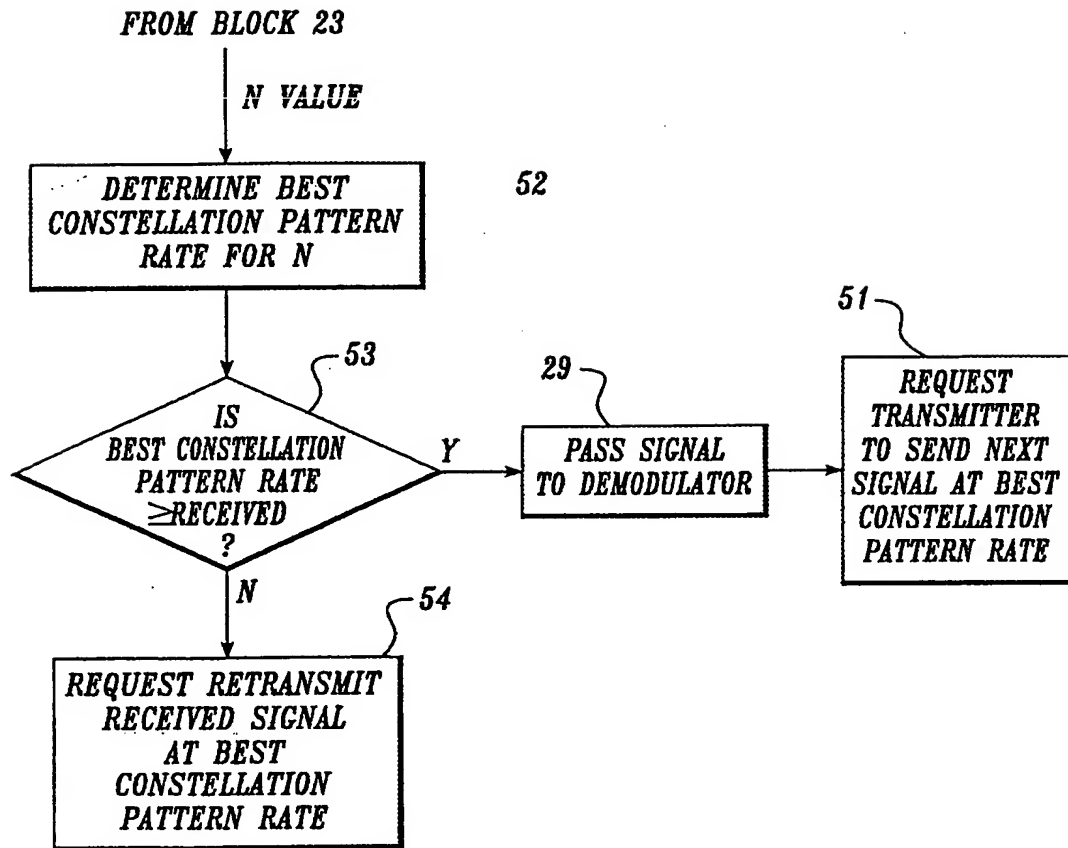 FROM BLOCK 23
N VALUE
DETERMINE BEST
CONSTELLATION PATTERN
RATE FOR N
52
53
IS
BEST CONSTELLATION
PATTERN RATE
≥RECEIVED
?
Y
N
29
PASS SIGNAL
TO DEMODULATOR
51
REQUEST
TRANSMITTER
TO SEND NEXT
SIGNAL AT BEST
CONSTELLATION
PATTERN RATE
54
REQUEST RETRANSMIT
RECEIVED SIGNAL
AT BEST
CONSTELLATION
PATTERN RATE